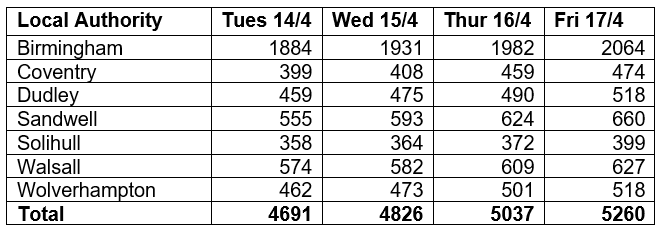 Local Authority Tues 14/4 Wed 15/4 Thur 16/4 Fri 17/4
Birmingham 1884 1931 1982 2064
Coventry 399 408 459 474
Dudley 459 475 490 518
Sandwell 555 593 624 660
Solihull 358 364 372 399
Walsall 574 582 609 627
Wolverhampton 462 473 501 518
Total 4691 4826 5037 5260